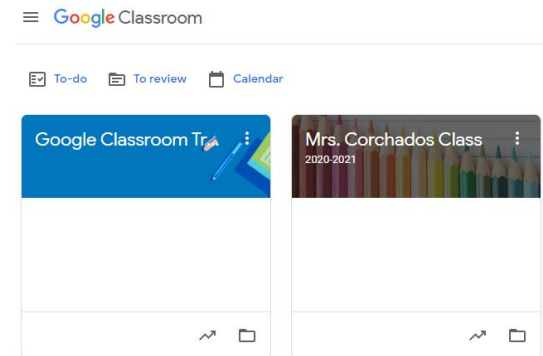 Google Classroom
To-do To review Calendar
Google Classroom Tr
Mrs. Corchados Class
2020-2021